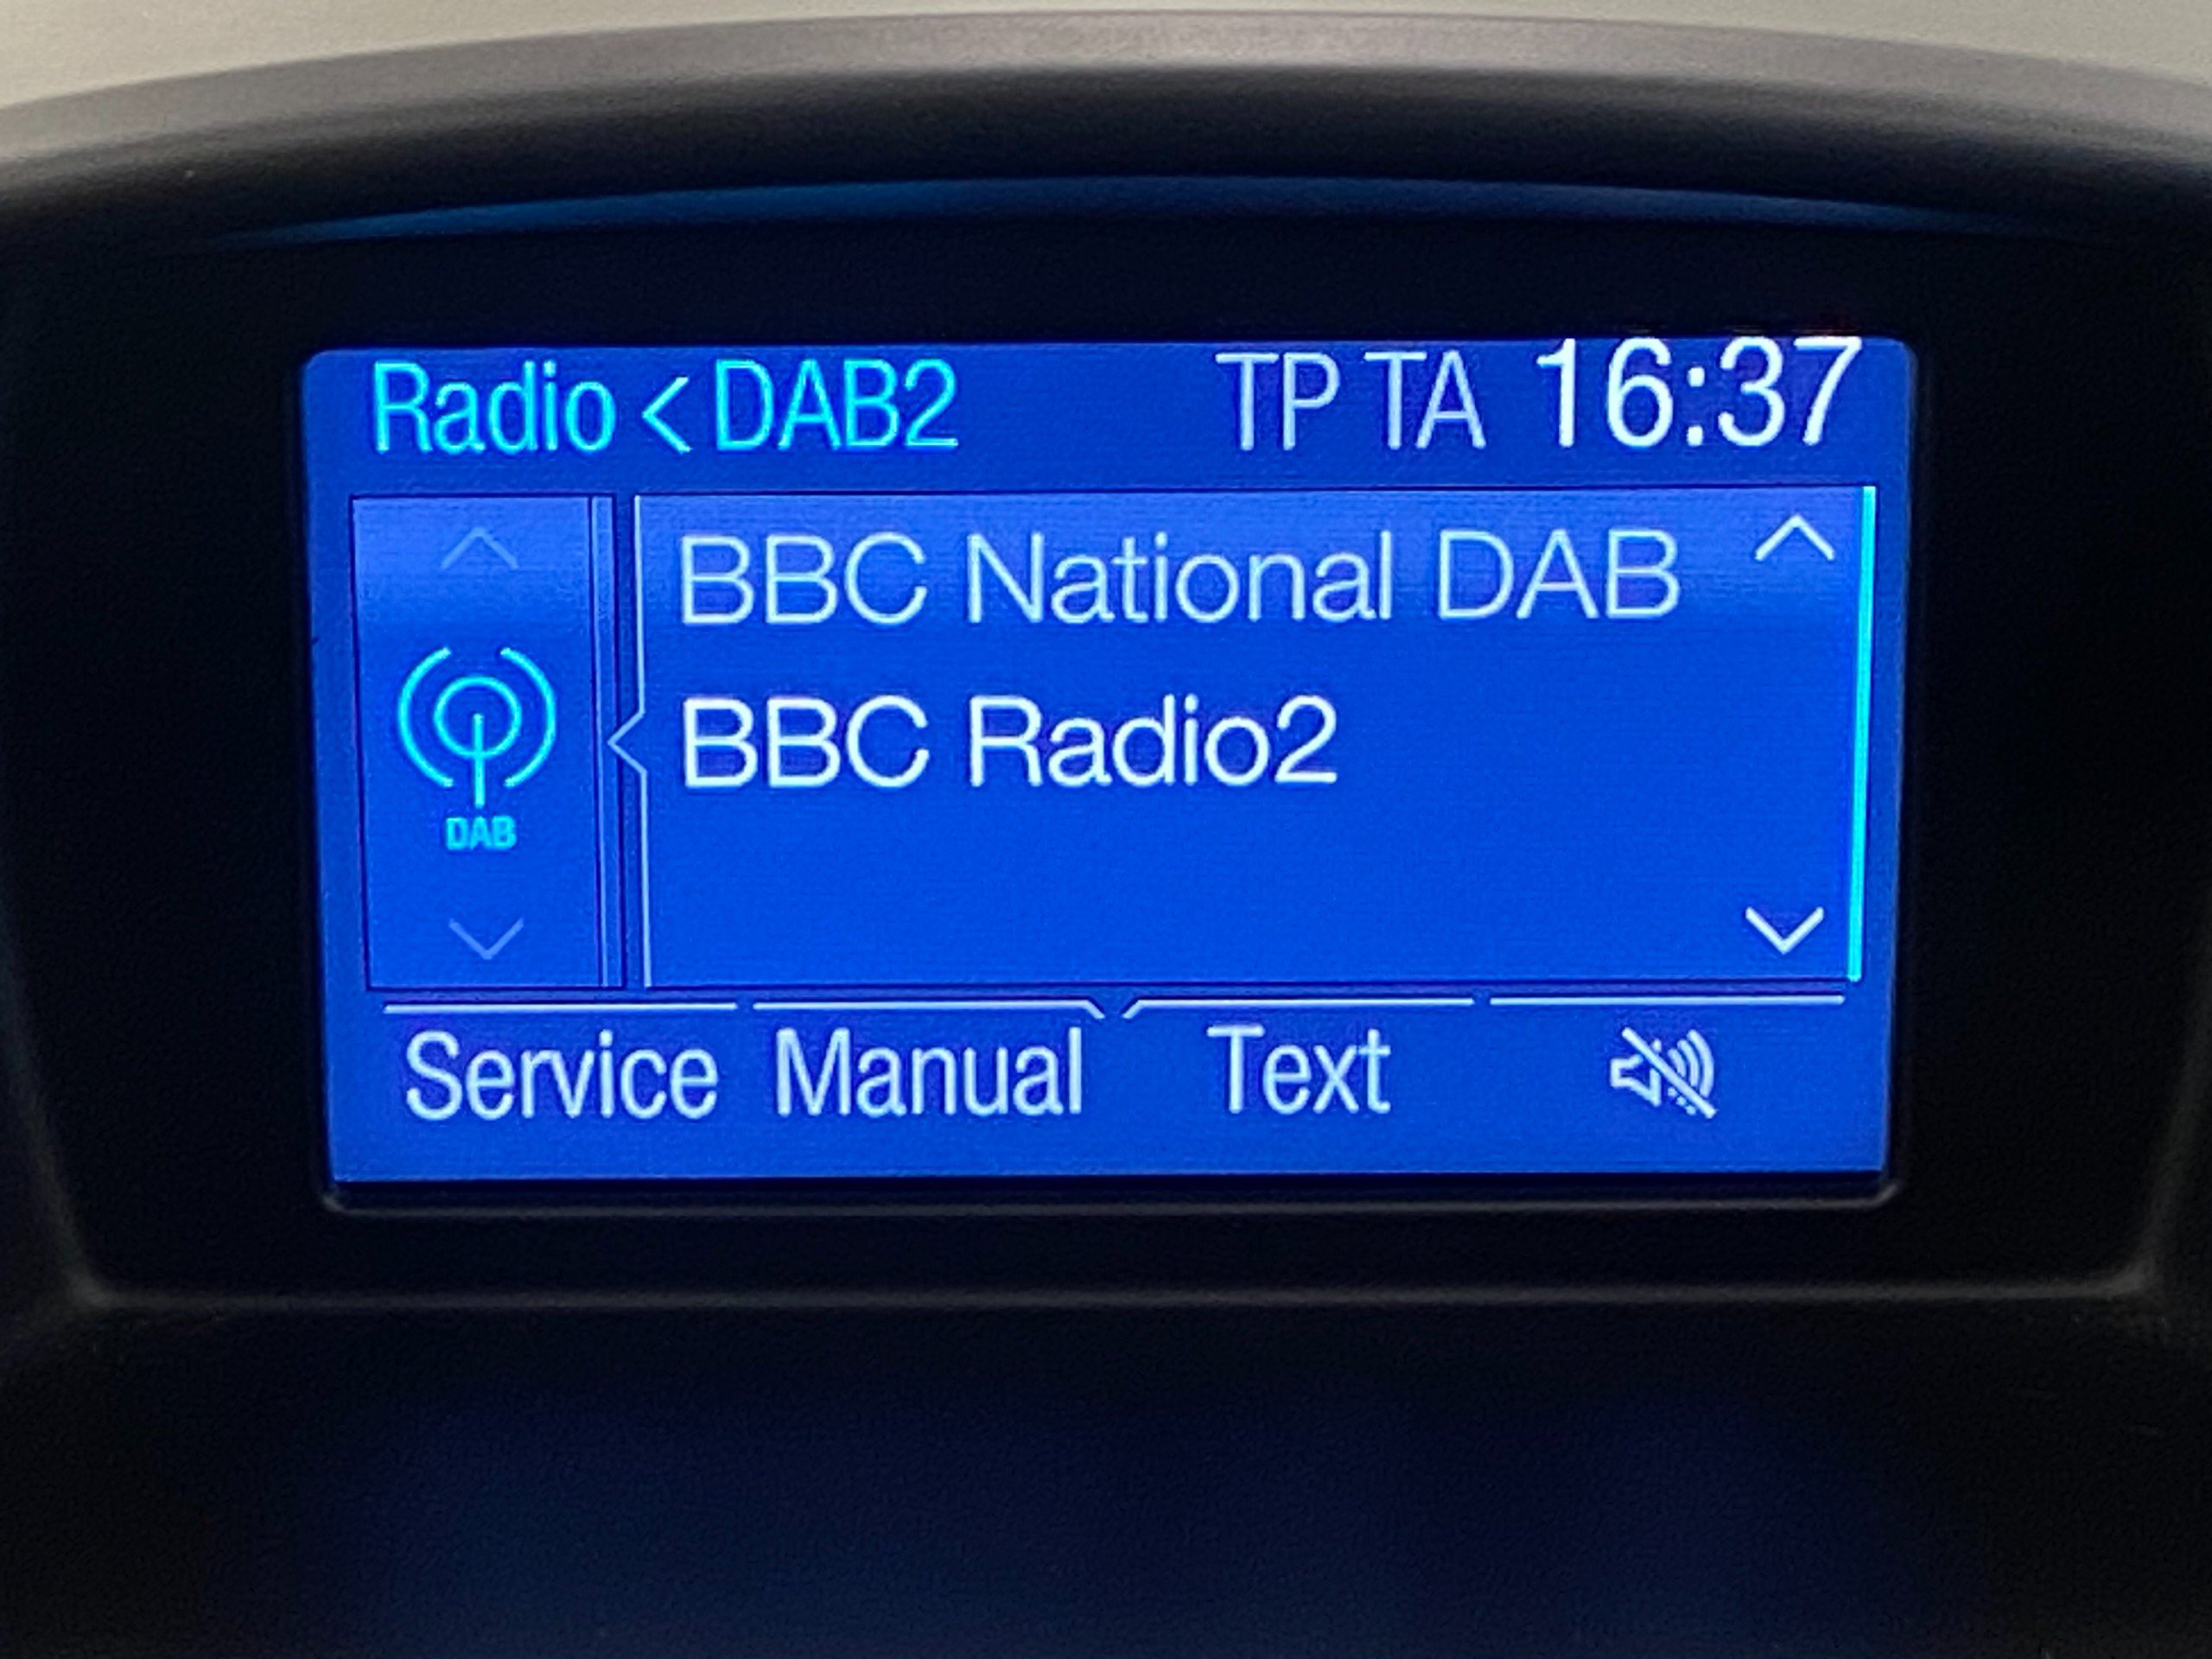 Radio < DAB2 TP TA 16:37
BBC National DAB
BBC Radio2
DAB
Service Manual Text